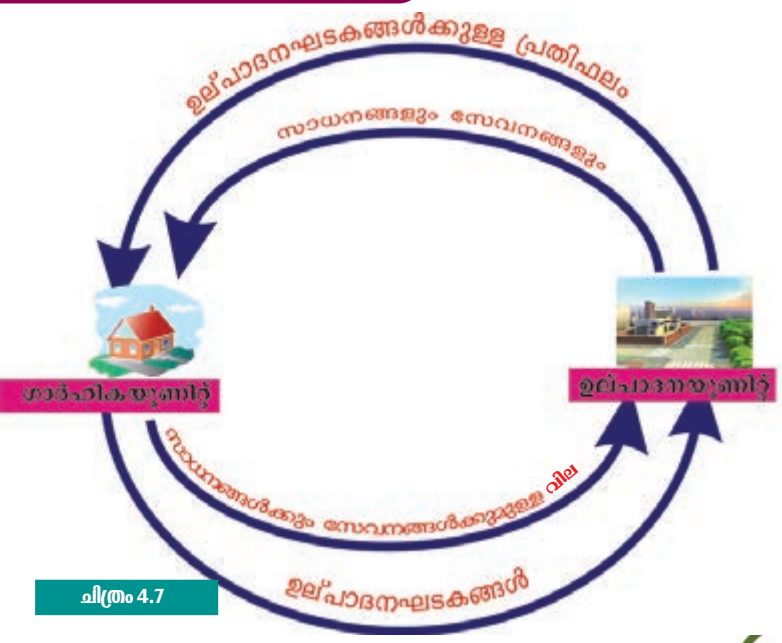 ഉല്പാദനഘടകങ്ങൾക്കുള്ള പ്രതിഫലം
സാധനങ്ങളും സേവനങ്ങളും
ഗാർഹികയൂണിറ്റ്
ഉല്പാദനയൂണിറ്റ്
സാധനങ്ങൾക്കും സേവനങ്ങൾക്കുമുള്ള വില
ഉല്പാദനഘടകങ്ങൾ
ചിത്രം 4.7